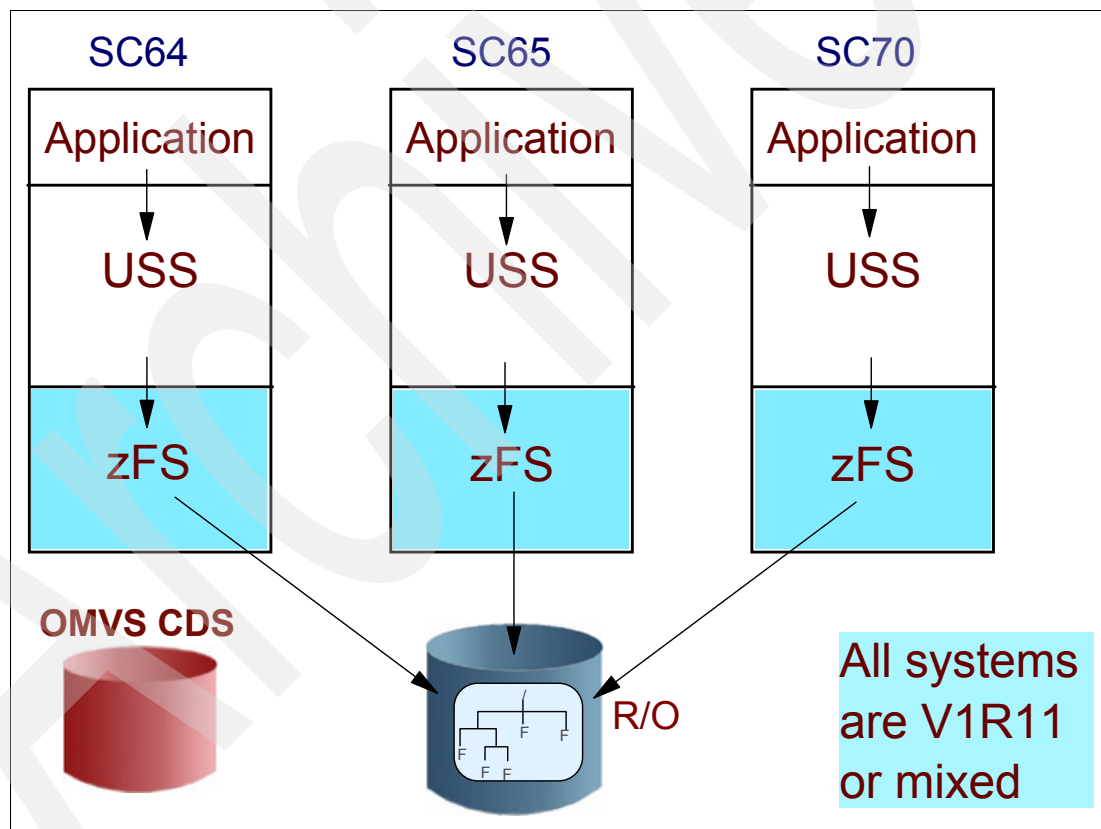 SC64
SC65
SC70
Application
Application
Application
USS
USS
USS
zFS
zFS
zFS
OMVS CDS
/
F
F
F
F
F
R/O
All systems
are V1R11
or mixed